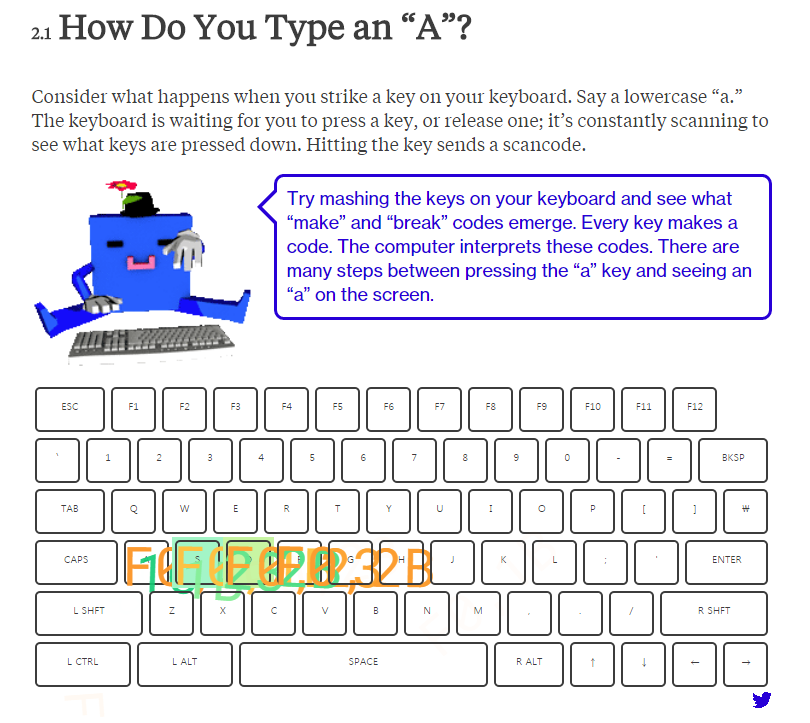 2.1 How Do You Type an “A”?
Consider what happens when you strike a key on your keyboard. Say a lowercase “a.”
The keyboard is waiting for you to press a key, or release one; it’s constantly scanning to
see what keys are pressed down. Hitting the key sends a scancode.
Try mashing the keys on your keyboard and see what
“make” and “break” codes emerge. Every key makes a
code. The computer interprets these codes. There are
many steps between pressing the “a” key and seeing an
“a” on the screen.
ESC F1 F2 F3 F4 F5 F6 F7 F8 F9 F10 F11 F12
` 1 2 3 4 5 6 7 8 9 0 - = BKSP
TAB Q W E R T Y U I O P [ ] ₩
CAPS S G H J K L ; ' ENTER
L SHFT Z X C V B N M , . / R SHFT
L CTRL L ALT SPACE R ALT ↑ ↓ ← →